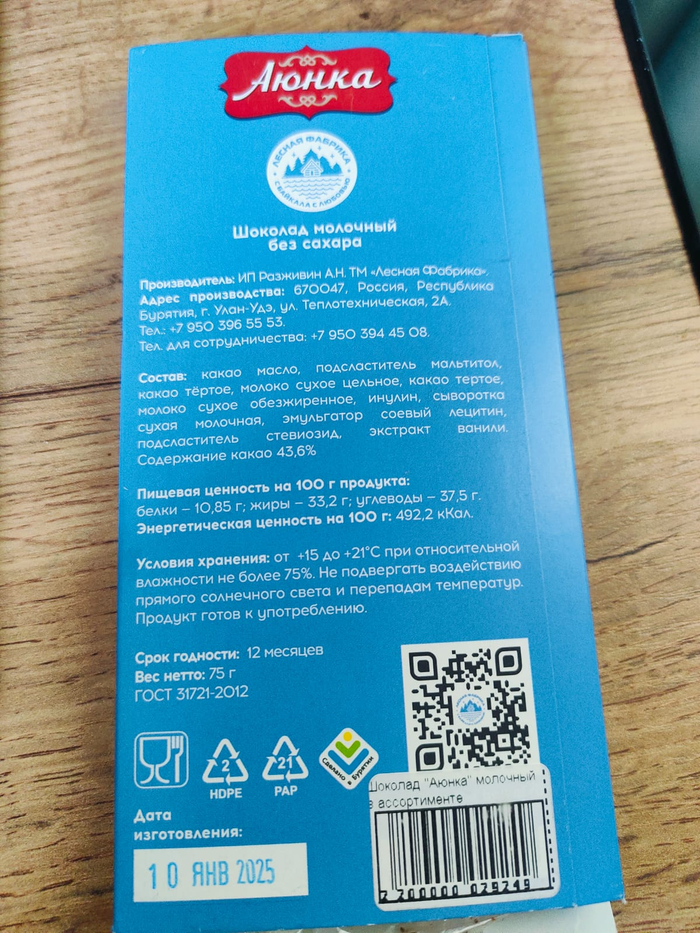 Аюнка
ЛЕСНАЯ ФАБРИКА
С БАЙКАЛА С ЛЮБОВЬЮ
Шоколад молочный
без сахара
Производитель: ИП Разживин А.Н. ТМ «Лесная Фабрика».
Адрес производства: 670047, Россия, Республика
Бурятия, г. Улан-Удэ, ул. Теплотехническая, 2А.
Тел.: +7 950 396 55 53.
Тел. для сотрудничества: +7 950 394 45 08.
Состав: какао масло, подсластитель мальтитол,
какао тёртое, молоко сухое цельное, какао тертое,
молоко сухое обезжиренное, инулин, сыворотка
сухая молочная, эмульгатор соевый лецитин,
подсластитель стевиозид, экстракт ванили.
Содержание какао 43,6%
Пищевая ценность на 100 г продукта:
белки – 10,85 г; жиры – 33,2 г; углеводы – 37,5 г.
Энергетическая ценность на 100 г: 492,2 кКал.
Условия хранения: от +15 до +21°С при относительной
влажности не более 75%. Не подвергать воздействию
прямого солнечного света и перепадам температур.
Продукт готов к употреблению.
Срок годности: 12 месяцев
Вес нетто: 75 г
ГОСТ 31721-2012
2
HDPE
21
PAP
Сделано в Бурятии
Шоколад "Аюнка" молочный
в ассортименте
2 200000 029249
Дата
изготовления:
10 ЯНВ 2025